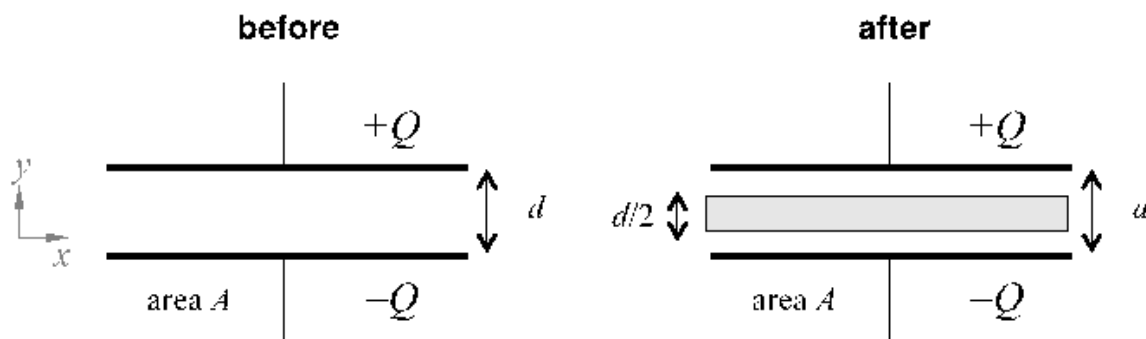 before after
+Q +Q
y
d d/2 d
x
area A −Q area A −Q